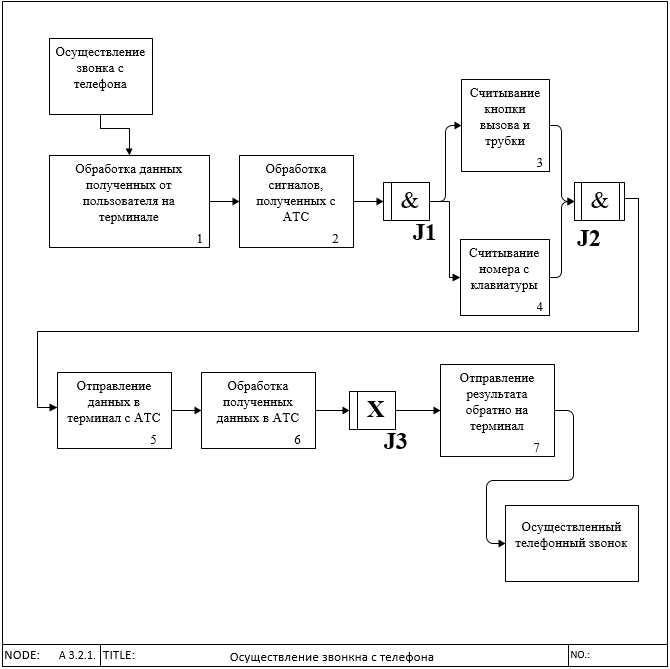 Осуществление
звонка с
телефона
Обработка данных
полученных от
пользователя на
терминале
1
Обработка
сигналов,
полученных с
АТС
2
&
J1
Считывание
кнопки
вызова и
трубки
3
Считывание
номера с
клавиатуры
4
&
J2
Отправление
данных в
терминал с АТС
5
Обработка
полученных
данных в АТС
6
X
J3
Отправление
результата
обратно на
терминал
7
Осуществленный
телефонный звонок
NODE: А 3.2.1. TITLE: Осуществление звонкна с телефона NO.: